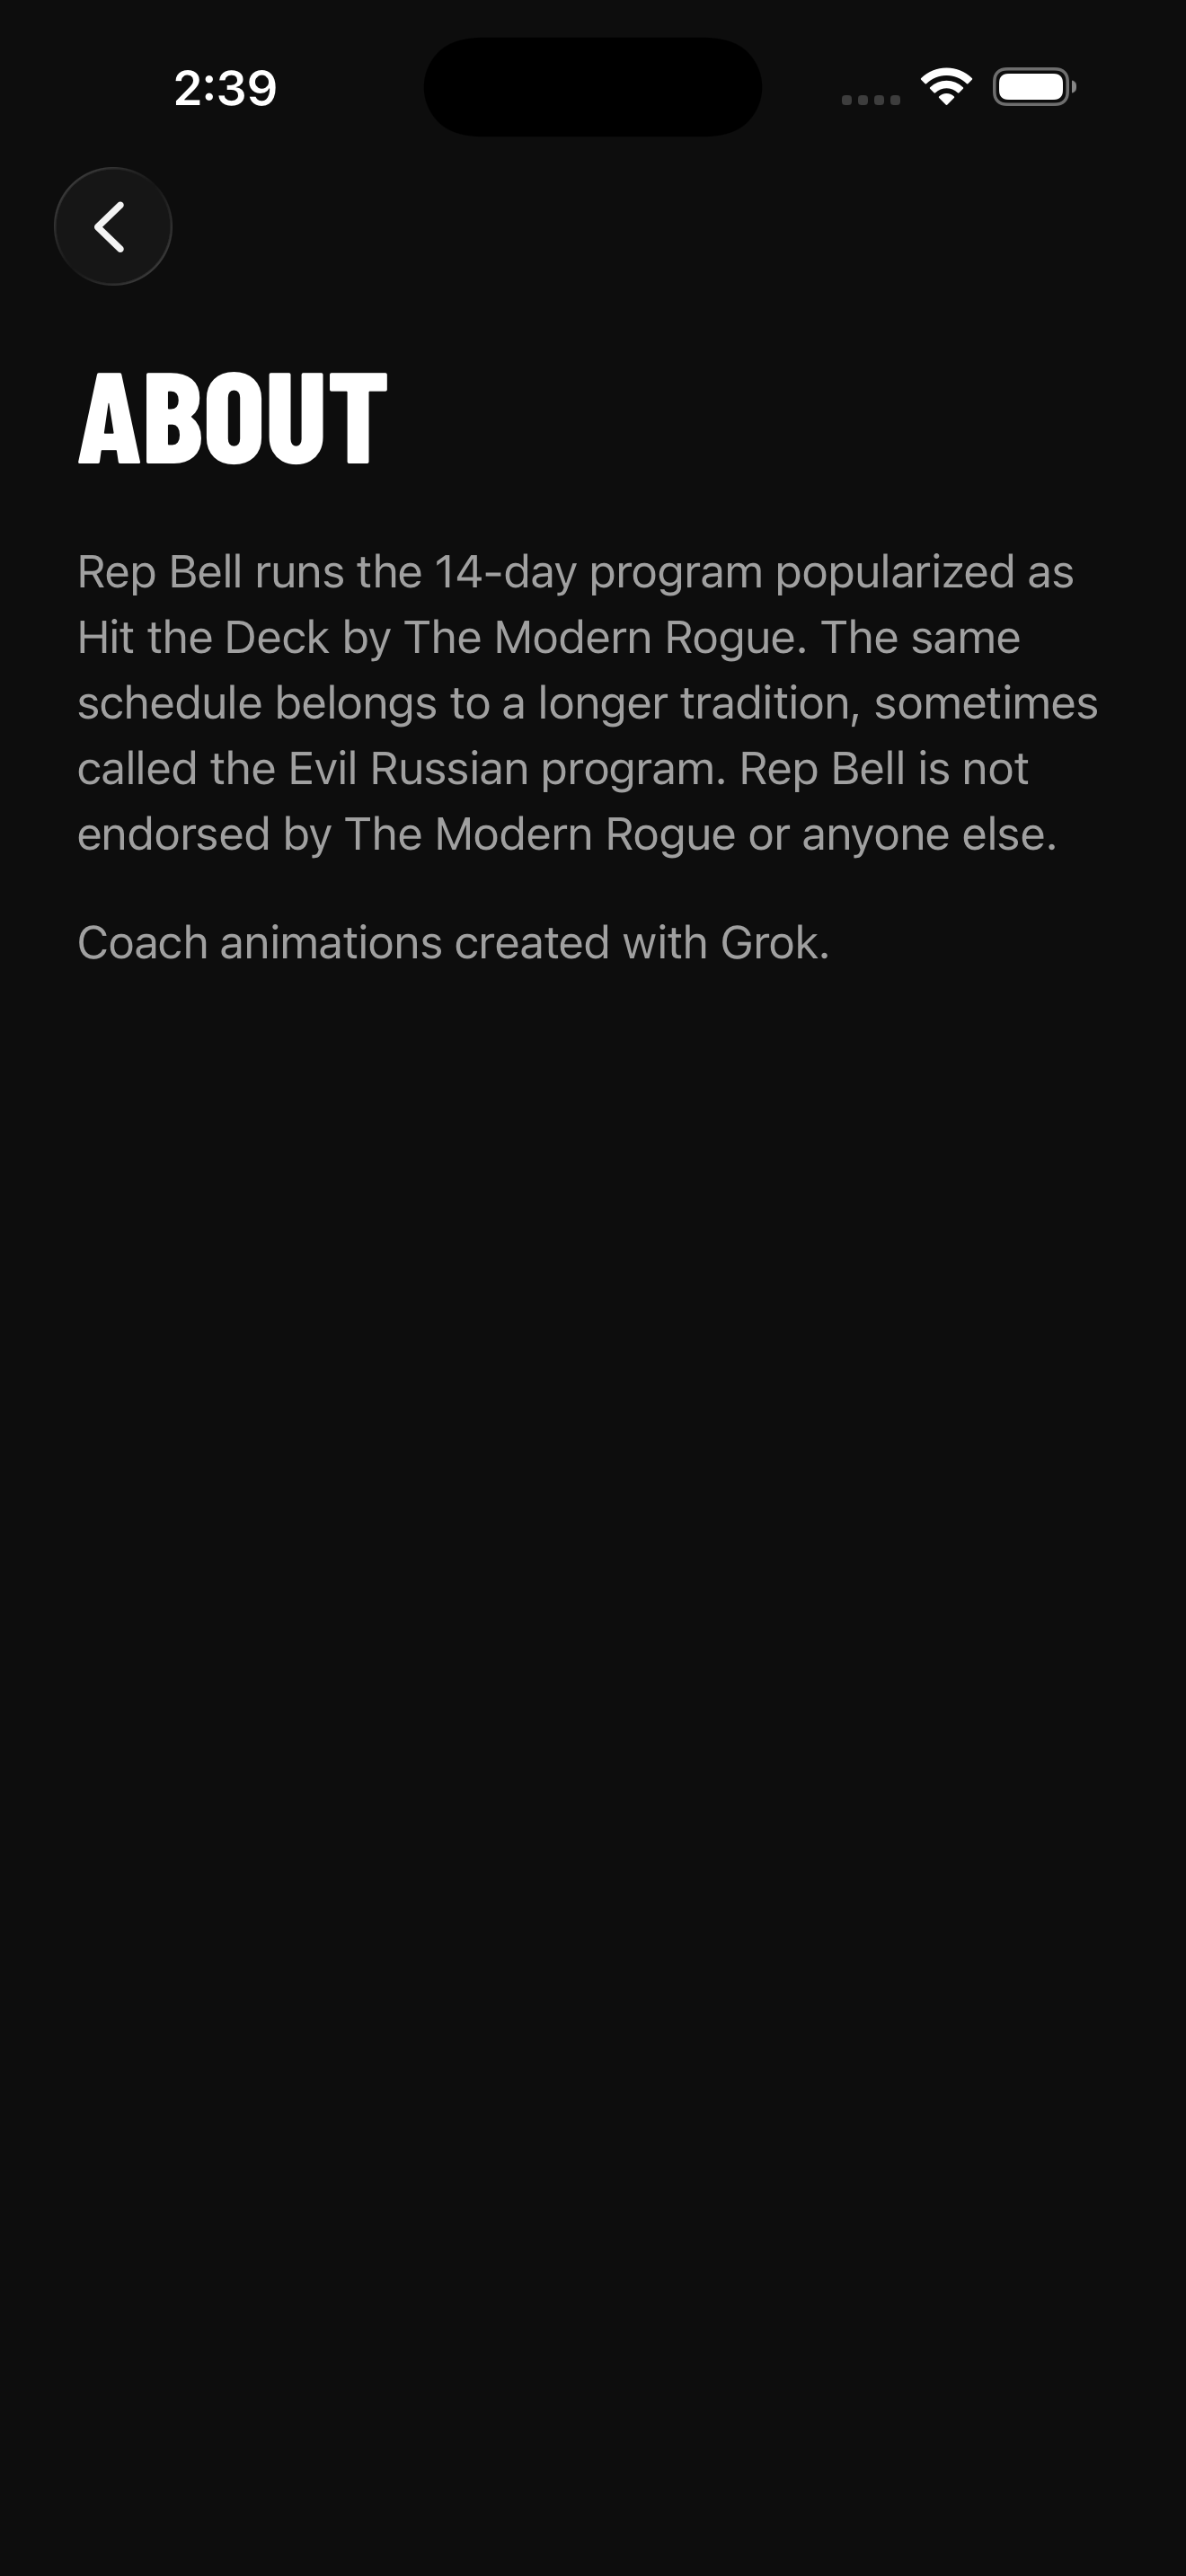 2:39
ABOUT
Rep Bell runs the 14-day program popularized as
Hit the Deck by The Modern Rogue. The same
schedule belongs to a longer tradition, sometimes
called the Evil Russian program. Rep Bell is not
endorsed by The Modern Rogue or anyone else.
Coach animations created with Grok.